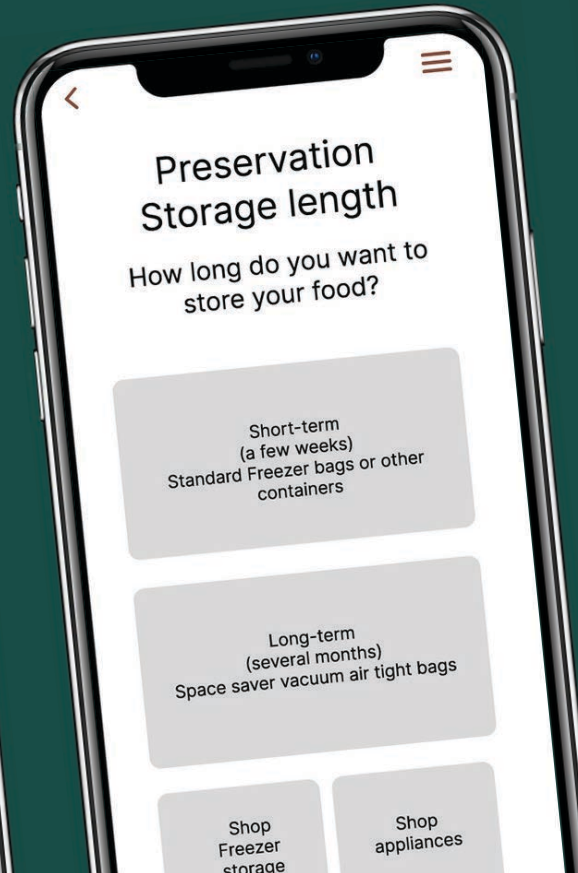 Preservation
Storage length
How long do you want to
store your food?
Short-term
(a few weeks)
Standard Freezer bags or other
containers
Long-term
(several months)
Space saver vacuum air tight bags
Shop
Freezer
storage
Shop
appliances